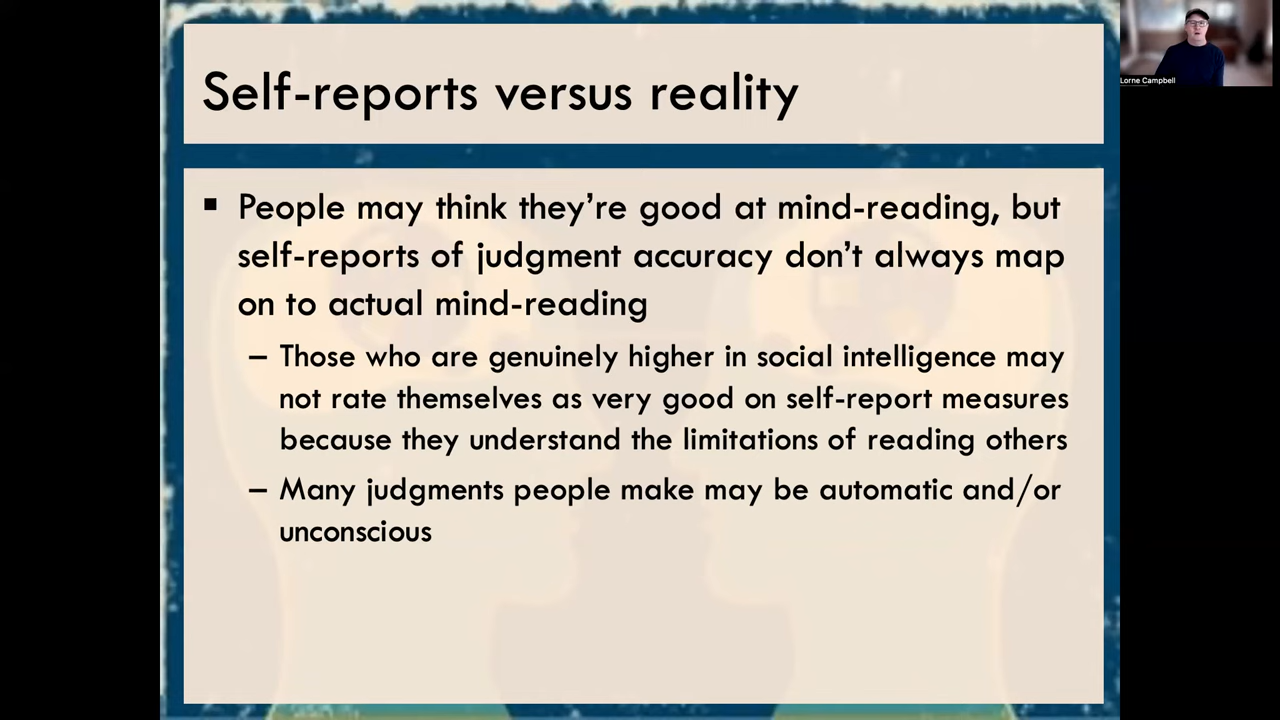 Self-reports versus reality
Lorne Campbell
▪ People may think they're good at mind-reading, but
self-reports of judgment accuracy don't always map
on to actual mind-reading
– Those who are genuinely higher in social intelligence may
not rate themselves as very good on self-report measures
because they understand the limitations of reading others
– Many judgments people make may be automatic and/or
unconscious